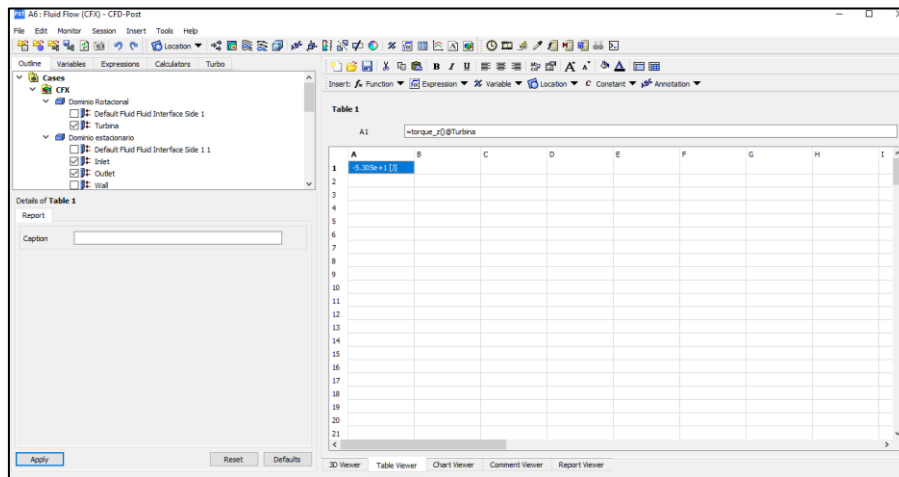 A6 : Fluid Flow (CFX) - CFD-Post
File Edit Monitor Session Insert Tools Help
Location
Outline Variables Expressions Calculators Turbo
Cases
CFX
Dominio Rotacional
Default Fluid Fluid Interface Side 1
Turbina
Dominio estacionario
Default Fluid Fluid Interface Side 1 1
Inlet
Outlet
Wall
Details of Table 1
Report
Caption
Apply Reset Defaults
Insert: fx Function Expression Variable Location C Constant Annotation
Table 1
A1 =torque_z()@Turbina
A B C D E F G H I
1 -5.305e+1 [J]
2
3
4
5
6
7
8
9
10
11
12
13
14
15
16
17
18
19
20
21
3D Viewer Table Viewer Chart Viewer Comment Viewer Report Viewer